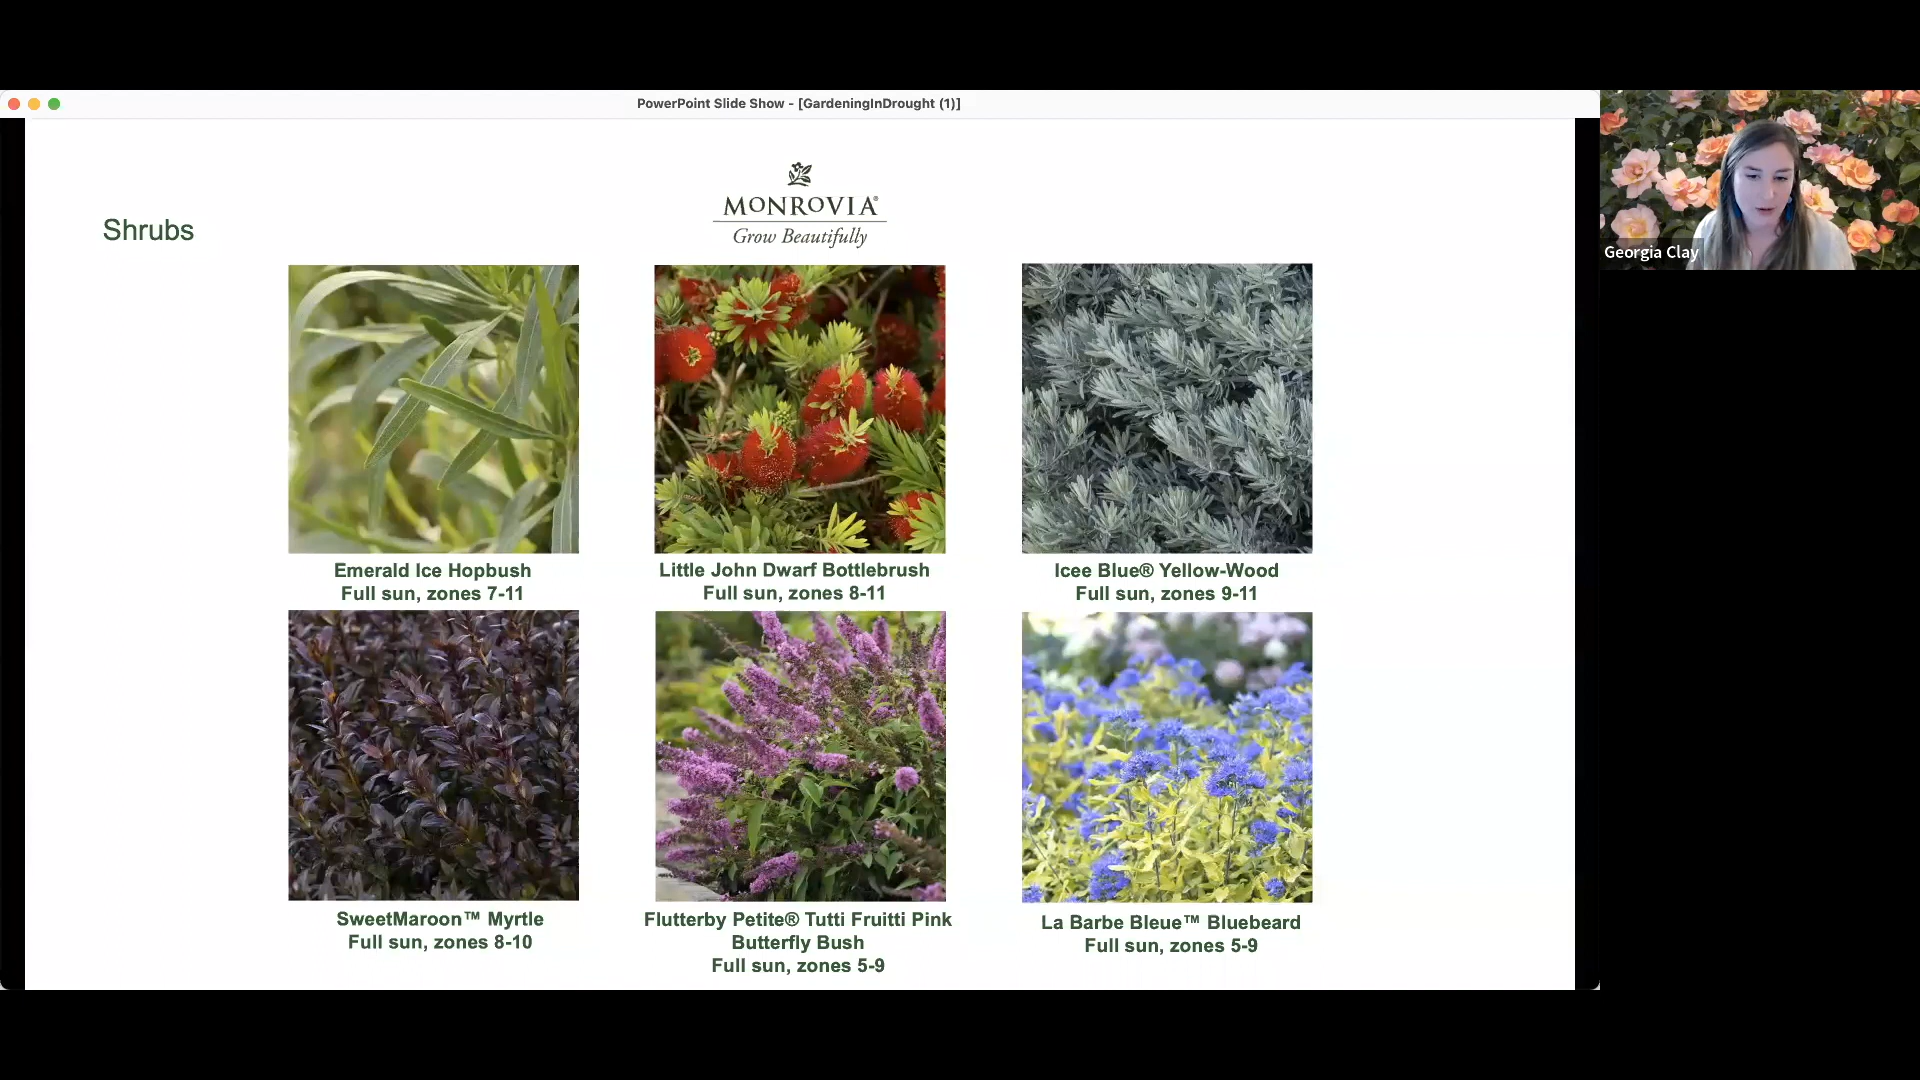 PowerPoint Slide Show - [GardeningInDrought (1)]
MONROVIA®
Grow Beautifully
Shrubs
Georgia Clay
Emerald Ice Hopbush
Full sun, zones 7-11
Little John Dwarf Bottlebrush
Full sun, zones 8-11
Icee Blue® Yellow-Wood
Full sun, zones 9-11
SweetMaroon™ Myrtle
Full sun, zones 8-10
Flutterby Petite® Tutti Fruitti Pink
Butterfly Bush
Full sun, zones 5-9
La Barbe Bleue™ Bluebeard
Full sun, zones 5-9